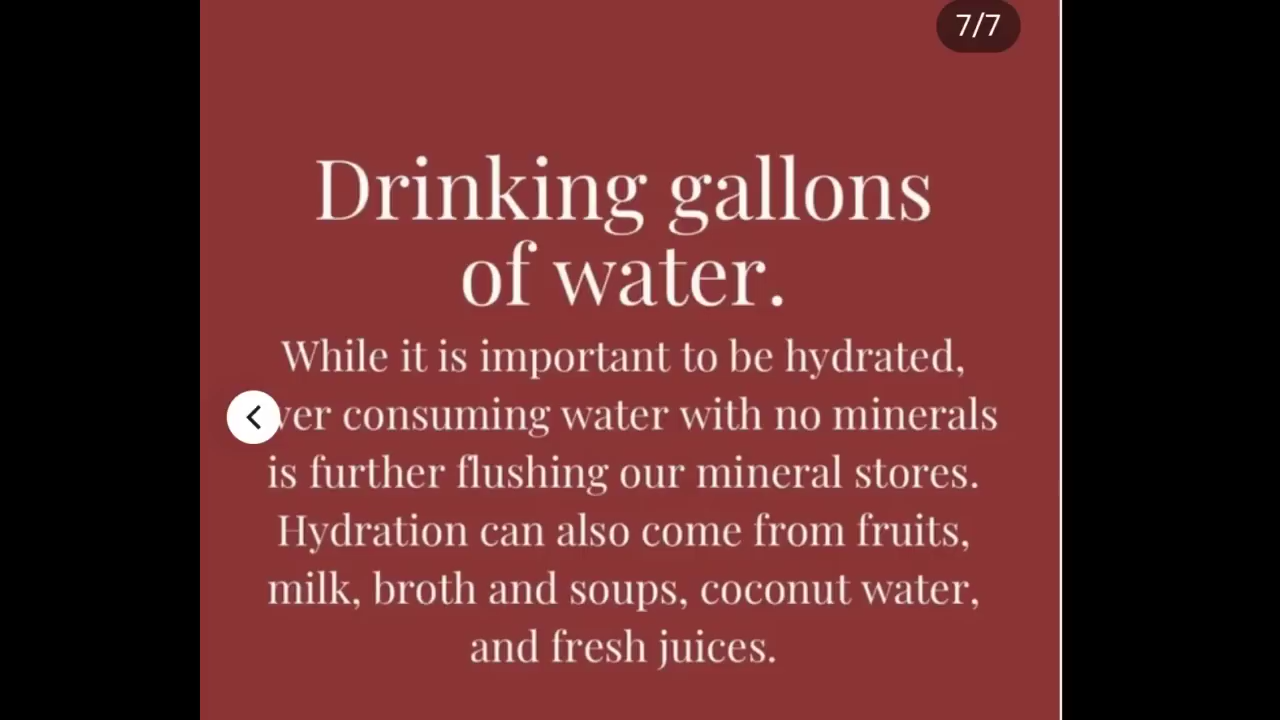 7/7
Drinking gallons
of water.
While it is important to be hydrated,
consuming water with no minerals
is further flushing our mineral stores.
Hydration can also come from fruits,
milk, broth and soups, coconut water,
and fresh juices.